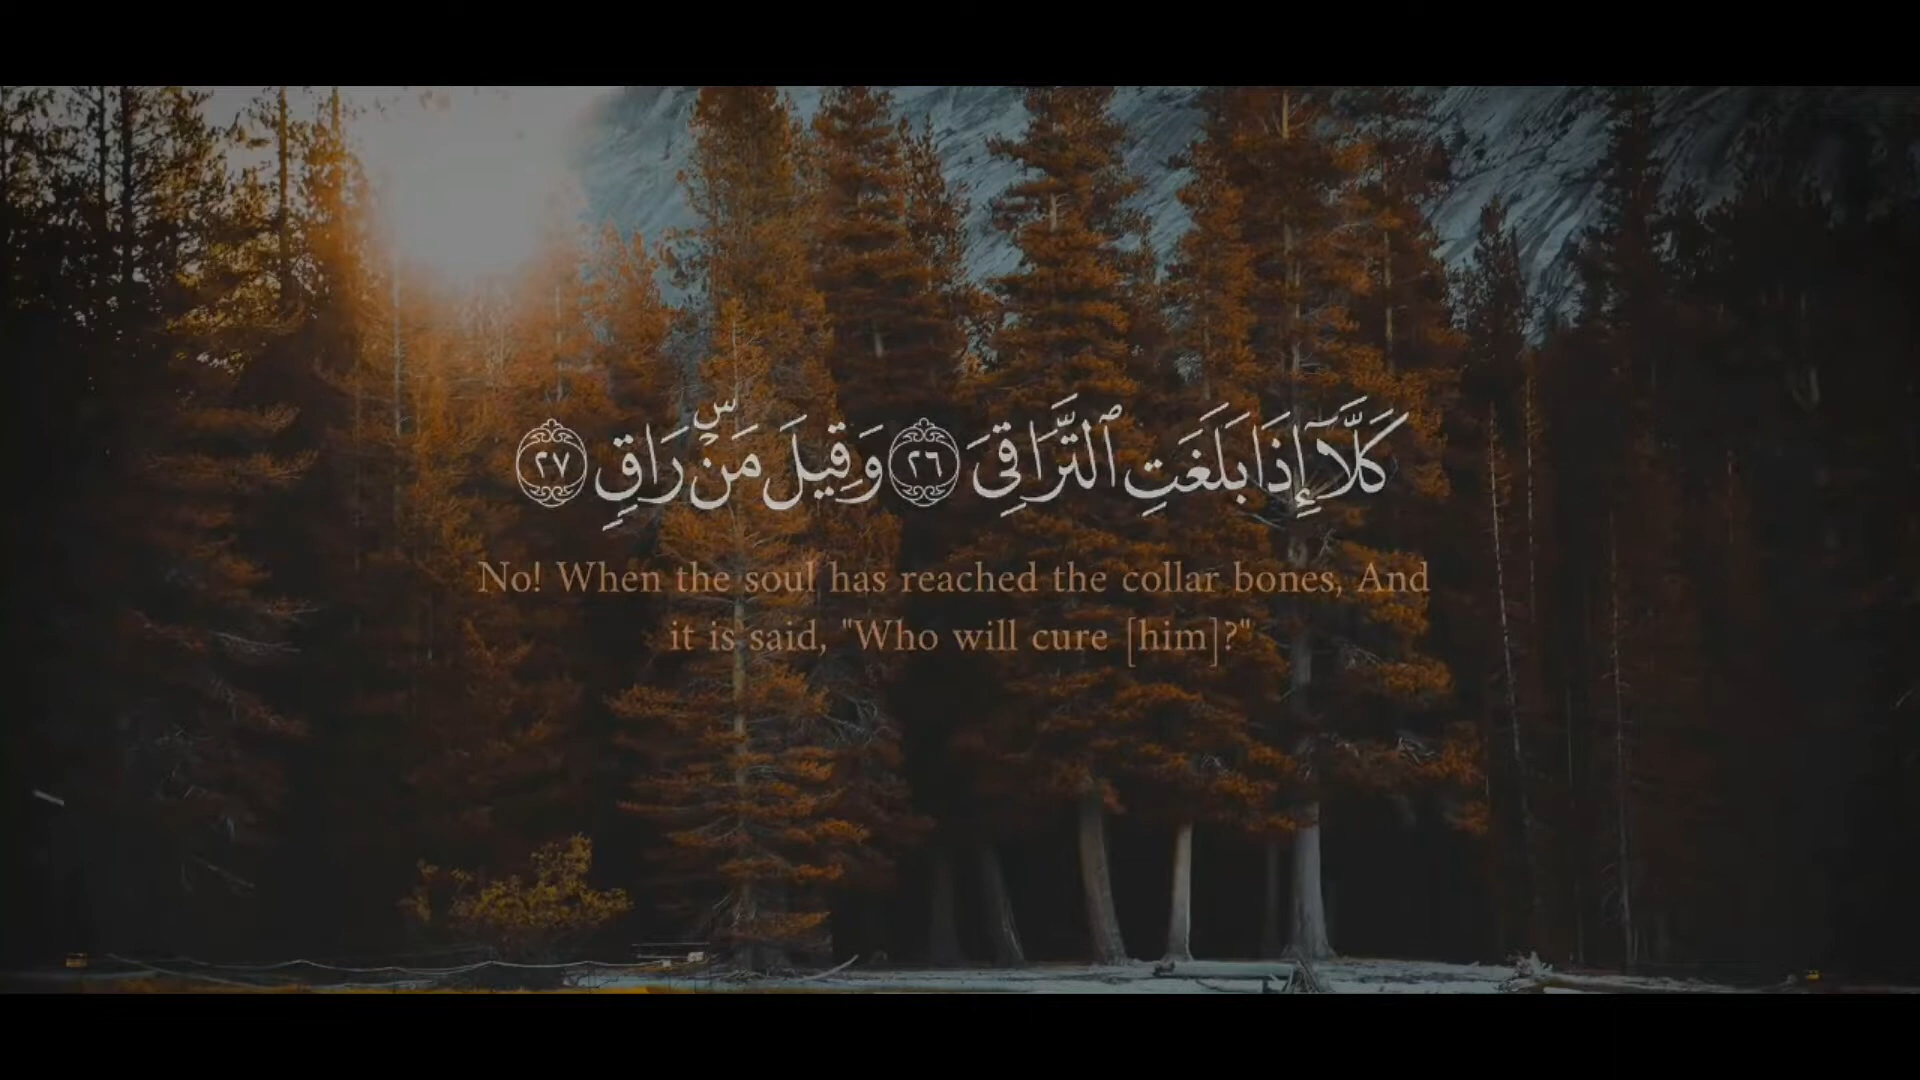 كَلَّآ إِذَا بَلَغَتِ ٱلتَّرَاقِىَ ٢٦ وَقِيلَ مَنْ ۜ رَاقٍ ٢٧
No! When the soul has reached the collar bones, And
it is said, "Who will cure [him]?"